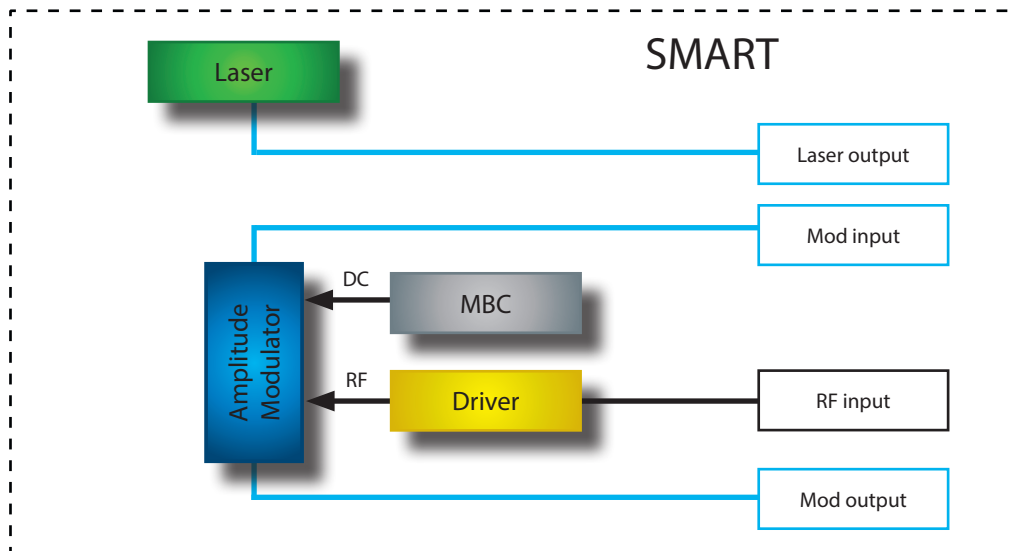 SMART
Laser
Laser output
Mod input
DC
MBC
Amplitude
Modulator
RF
Driver
RF input
Mod output